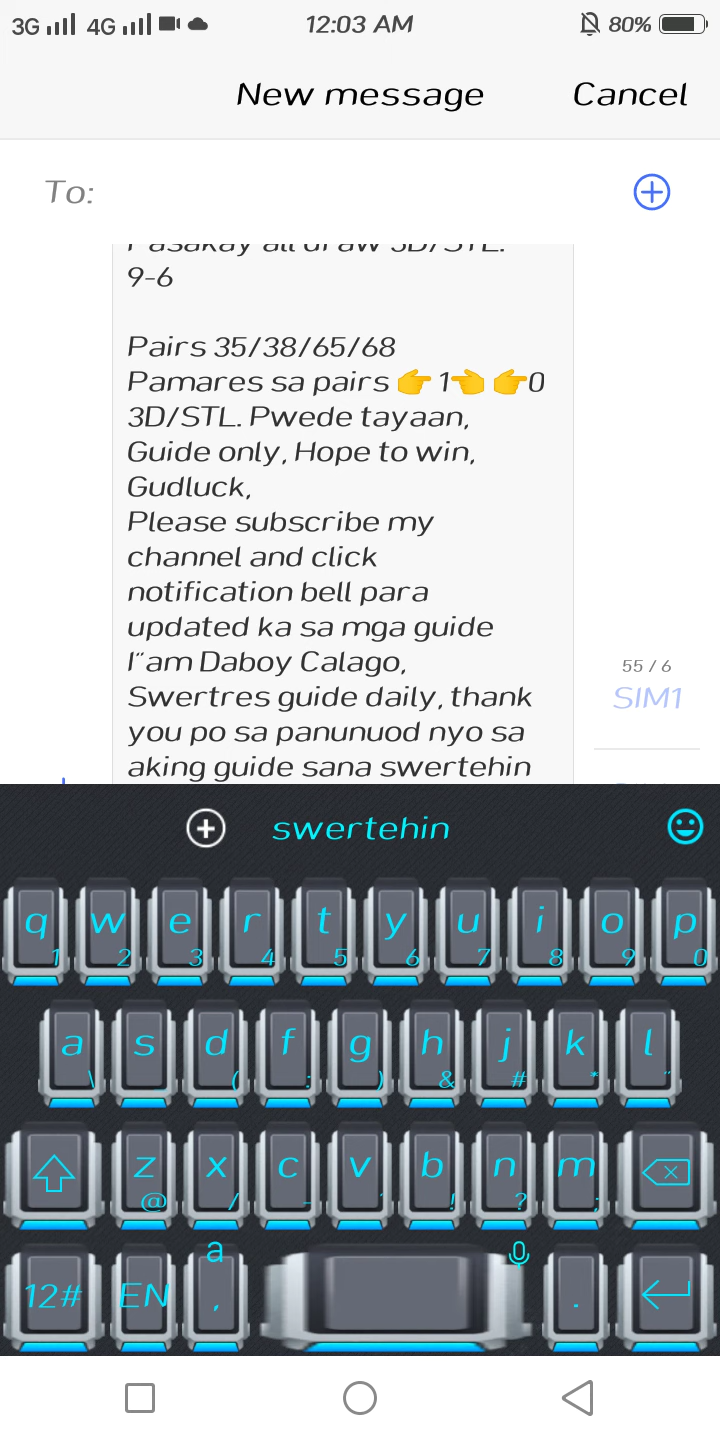 3G 4G 12:03 AM 80%
New message Cancel
To:
9-6
Pairs 35/38/65/68
Pamares sa pairs 👉1👈 👉0
3D/STL. Pwede tayaan,
Guide only, Hope to win,
Gudluck,
Please subscribe my
channel and click
notification bell para
updated ka sa mga guide
I¨am Daboy Calago,
Swertres guide daily, thank
you po sa panunuod nyo sa
aking guide sana swertehin
55 / 6
SIM1
swertehin
q w e r t y u i o p
1 2 3 4 5 6 7 8 9 0
a s d f g h j k l
\ _ ( : ) & # * ¨
z x c v b n m
@ / - ' ! ? ;
a
12# EN , .